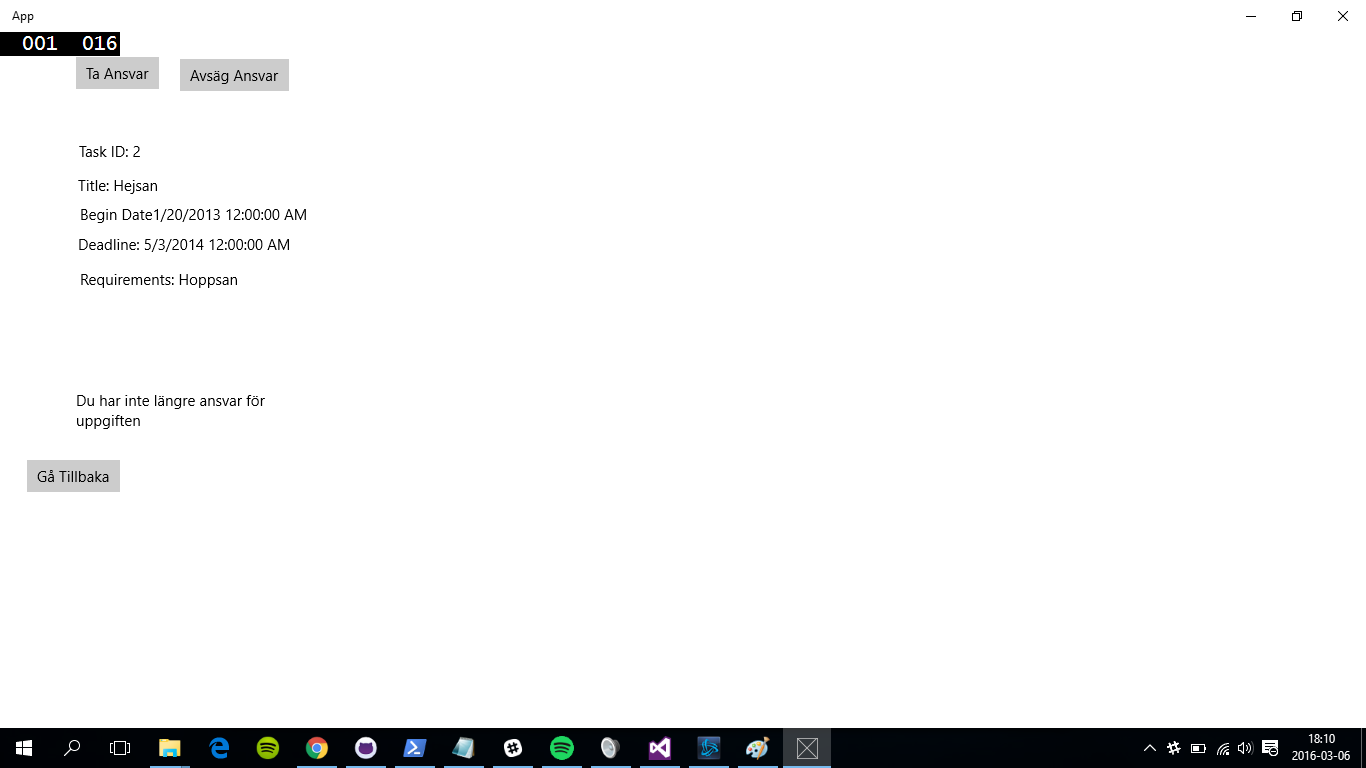 App
001 016
Ta Ansvar
Avsäg Ansvar
Task ID: 2
Title: Hejsan
Begin Date1/20/2013 12:00:00 AM
Deadline: 5/3/2014 12:00:00 AM
Requirements: Hoppsan
Du har inte längre ansvar för
uppgiften
Gå Tillbaka
18:10
2016-03-06